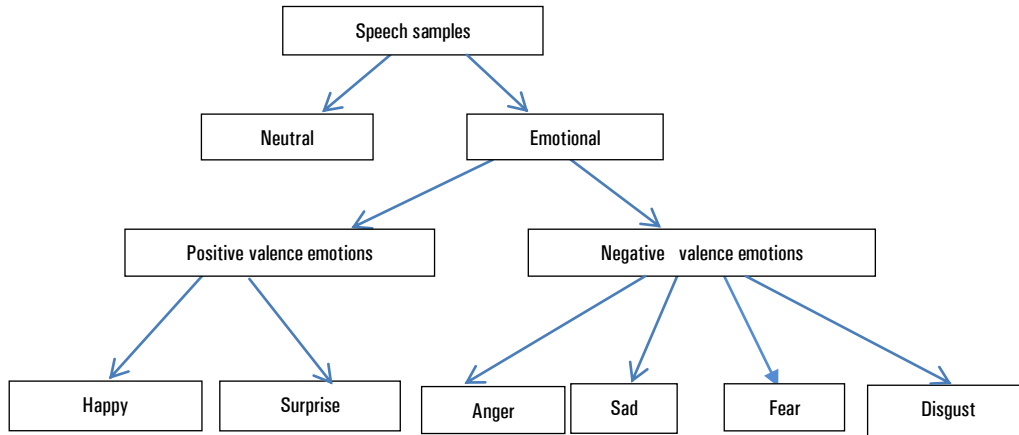 Speech samples
Neutral
Emotional
Positive valence emotions
Negative valence emotions
Happy
Surprise
Anger
Sad
Fear
Disgust